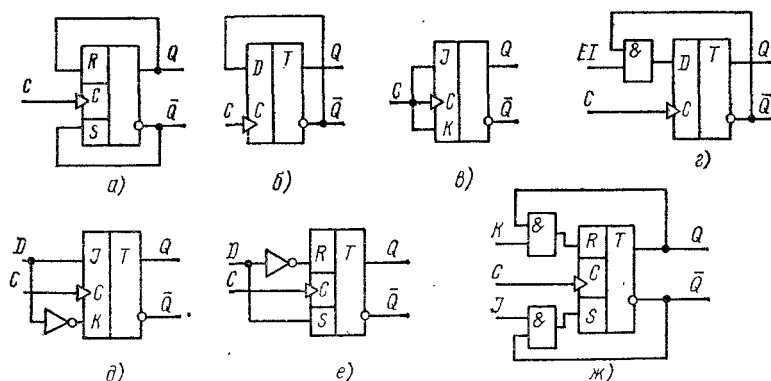 R Q
C C
S Q̄
а)
D T Q
C C Q̄
б)
J Q
C C
K Q̄
в)
EI & D T Q
C C Q̄
г)
D J T Q
C C
K Q̄
д)
D R T Q
C C
S Q̄
е)
K & R T Q
C C
J & S Q̄
ж)